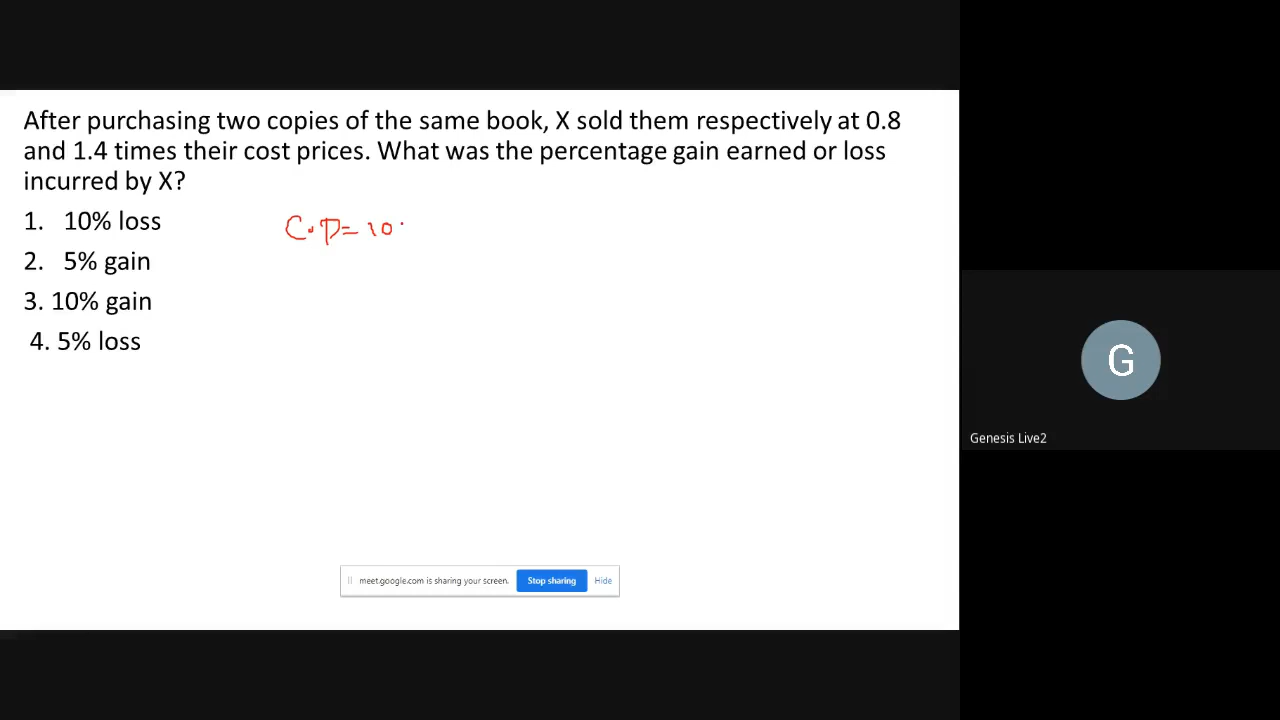 After purchasing two copies of the same book, X sold them respectively at 0.8
and 1.4 times their cost prices. What was the percentage gain earned or loss
incurred by X?
1. 10% loss
C.P = 10
2. 5% gain
3. 10% gain
4. 5% loss
G
Genesis Live2
meet.google.com is sharing your screen. Stop sharing Hide